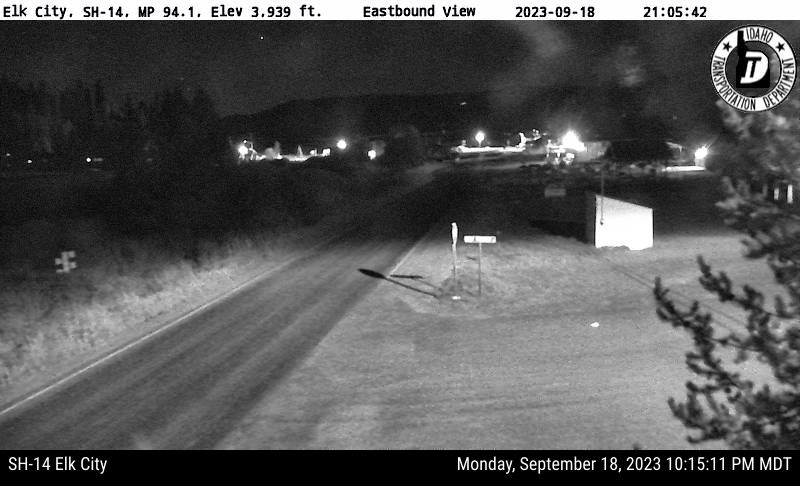 Elk City, SH-14, MP 94.1, Elev 3,939 ft. Eastbound View 2023-09-18 21:05:42
IDAHO
TRANSPORTATION DEPARTMENT
SH-14 Elk City Monday, September 18, 2023 10:15:11 PM MDT